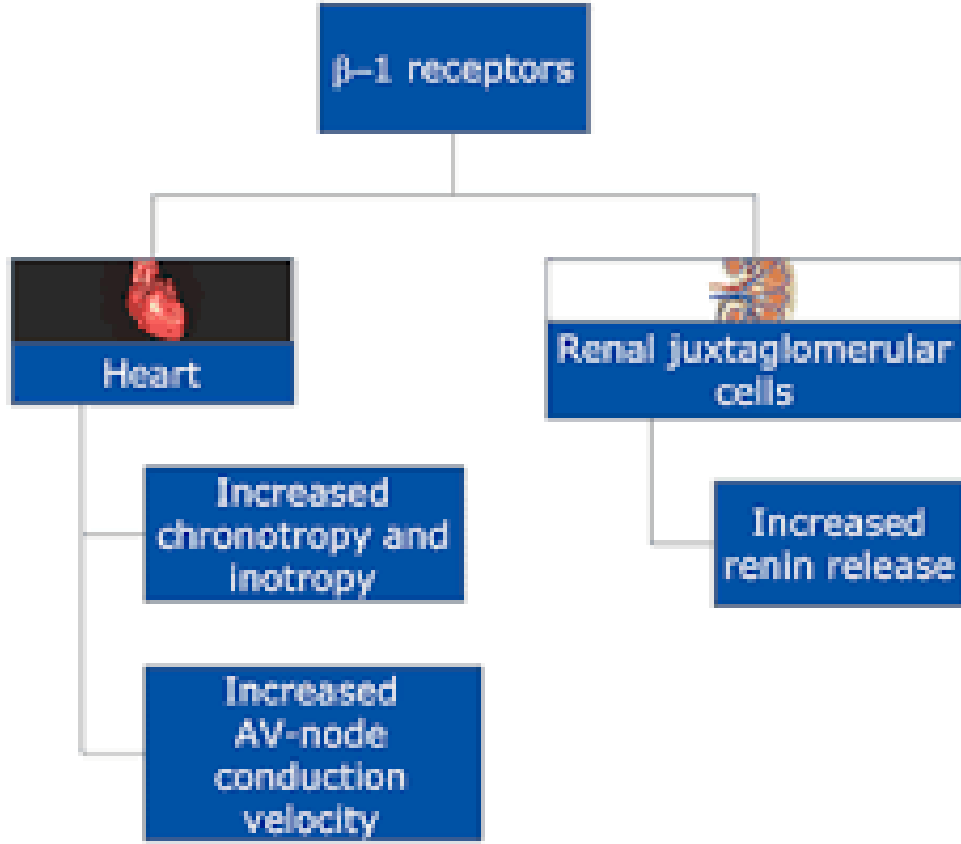 β–1 receptors
Heart
Increased
chronotropy and
inotropy
Increased
AV-node
conduction
velocity
Renal juxtaglomerular
cells
Increased
renin release